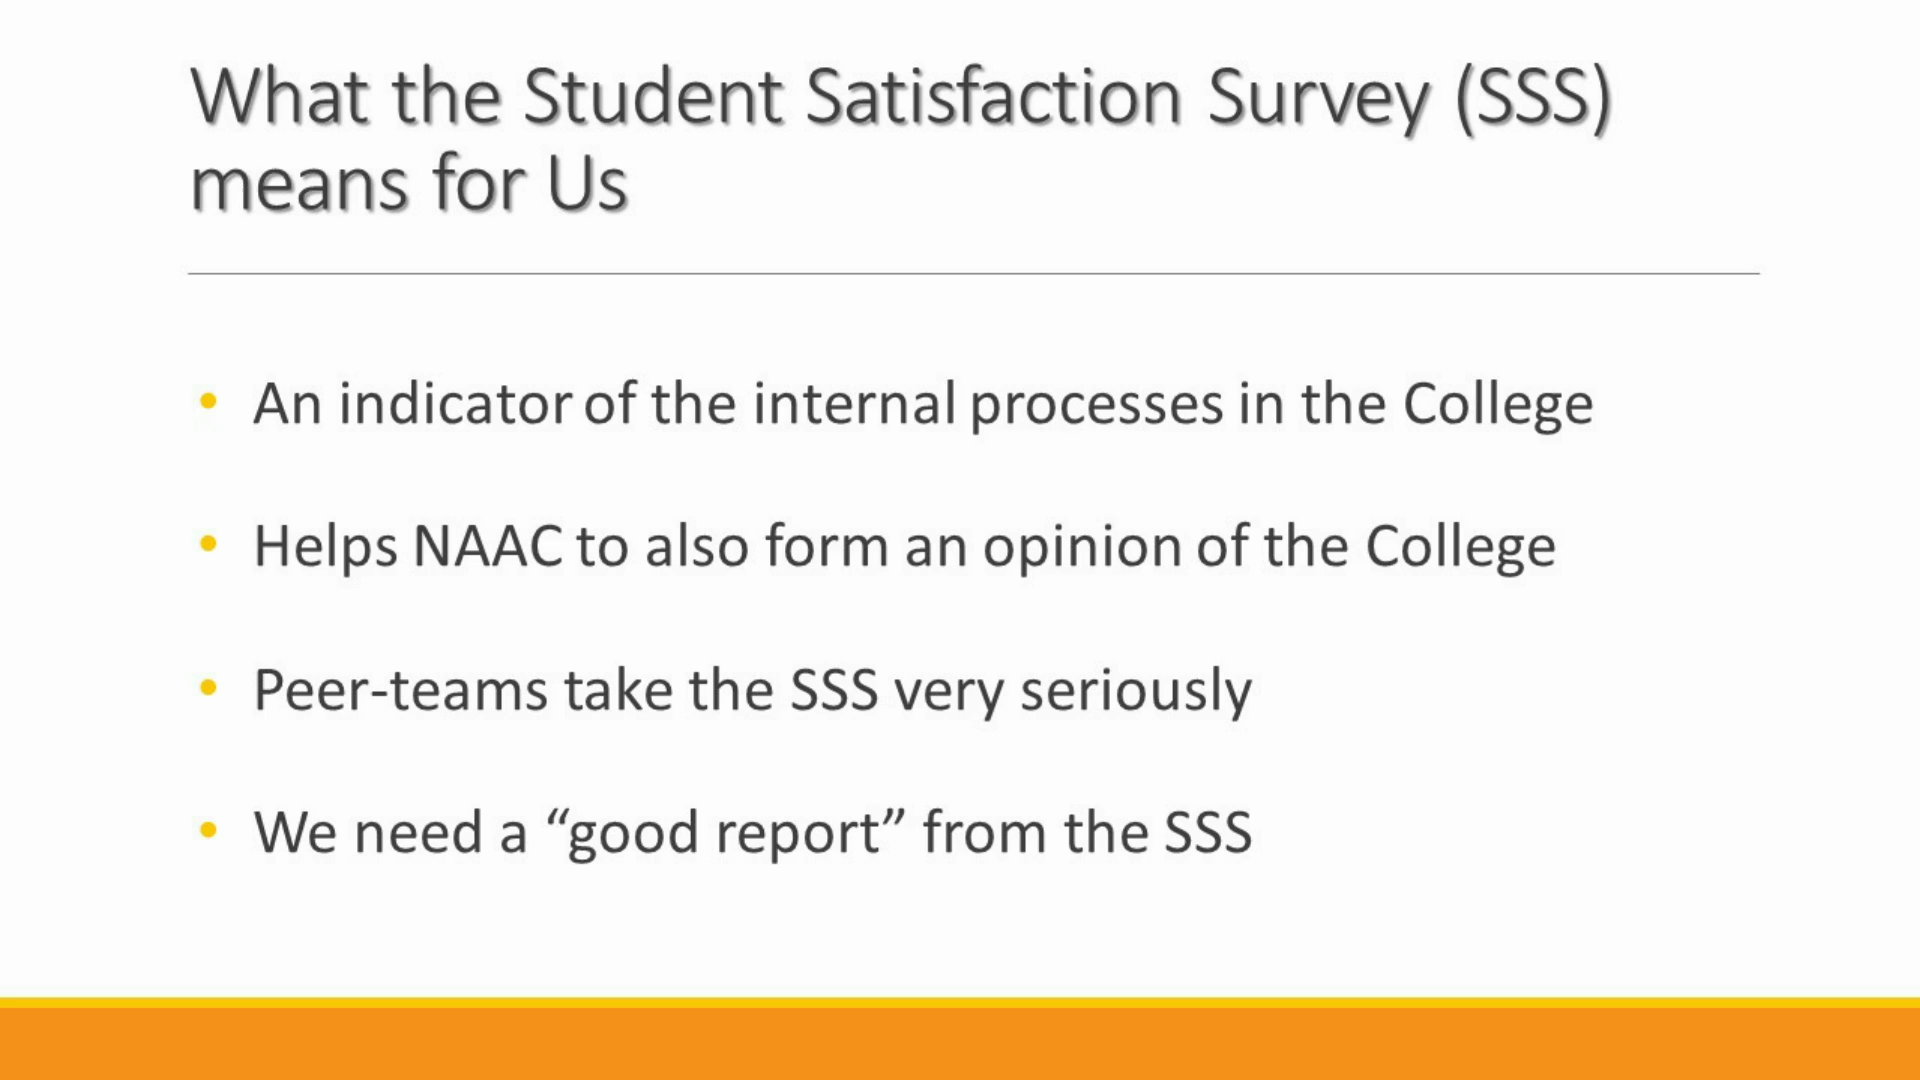 What the Student Satisfaction Survey (SSS)
means for Us
• An indicator of the internal processes in the College
• Helps NAAC to also form an opinion of the College
• Peer-teams take the SSS very seriously
• We need a “good report” from the SSS